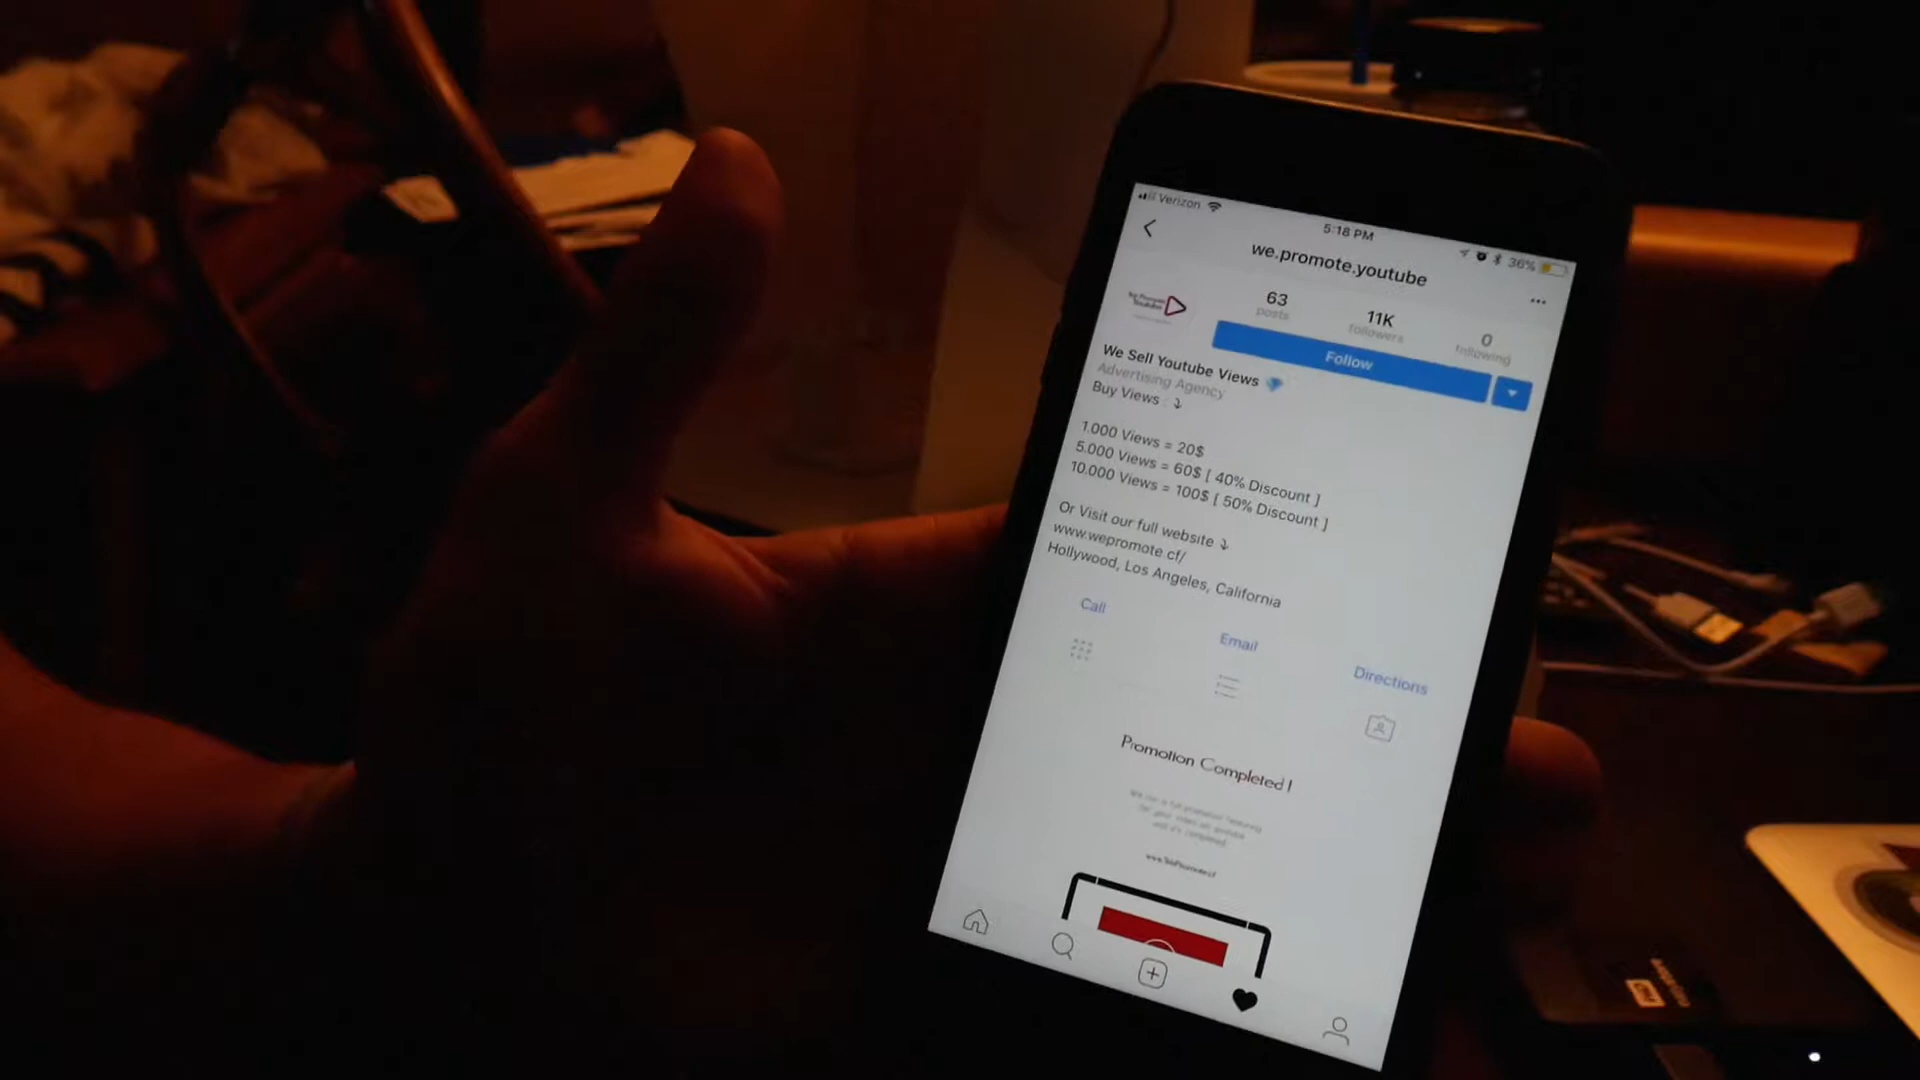 Verizon
5:18 PM
36%
we.promote.youtube
63
posts
11K
followers
0
following
Follow
We Sell Youtube Views
Advertising Agency
Buy Views ⤵
1.000 Views = 20$
5.000 Views = 60$ [ 40% Discount ]
10.000 Views = 100$ [ 50% Discount ]
Or Visit our full website ⤵
www.wepromote.cf/
Hollywood, Los Angeles, California
Call
Email
Directions
Promotion Completed !